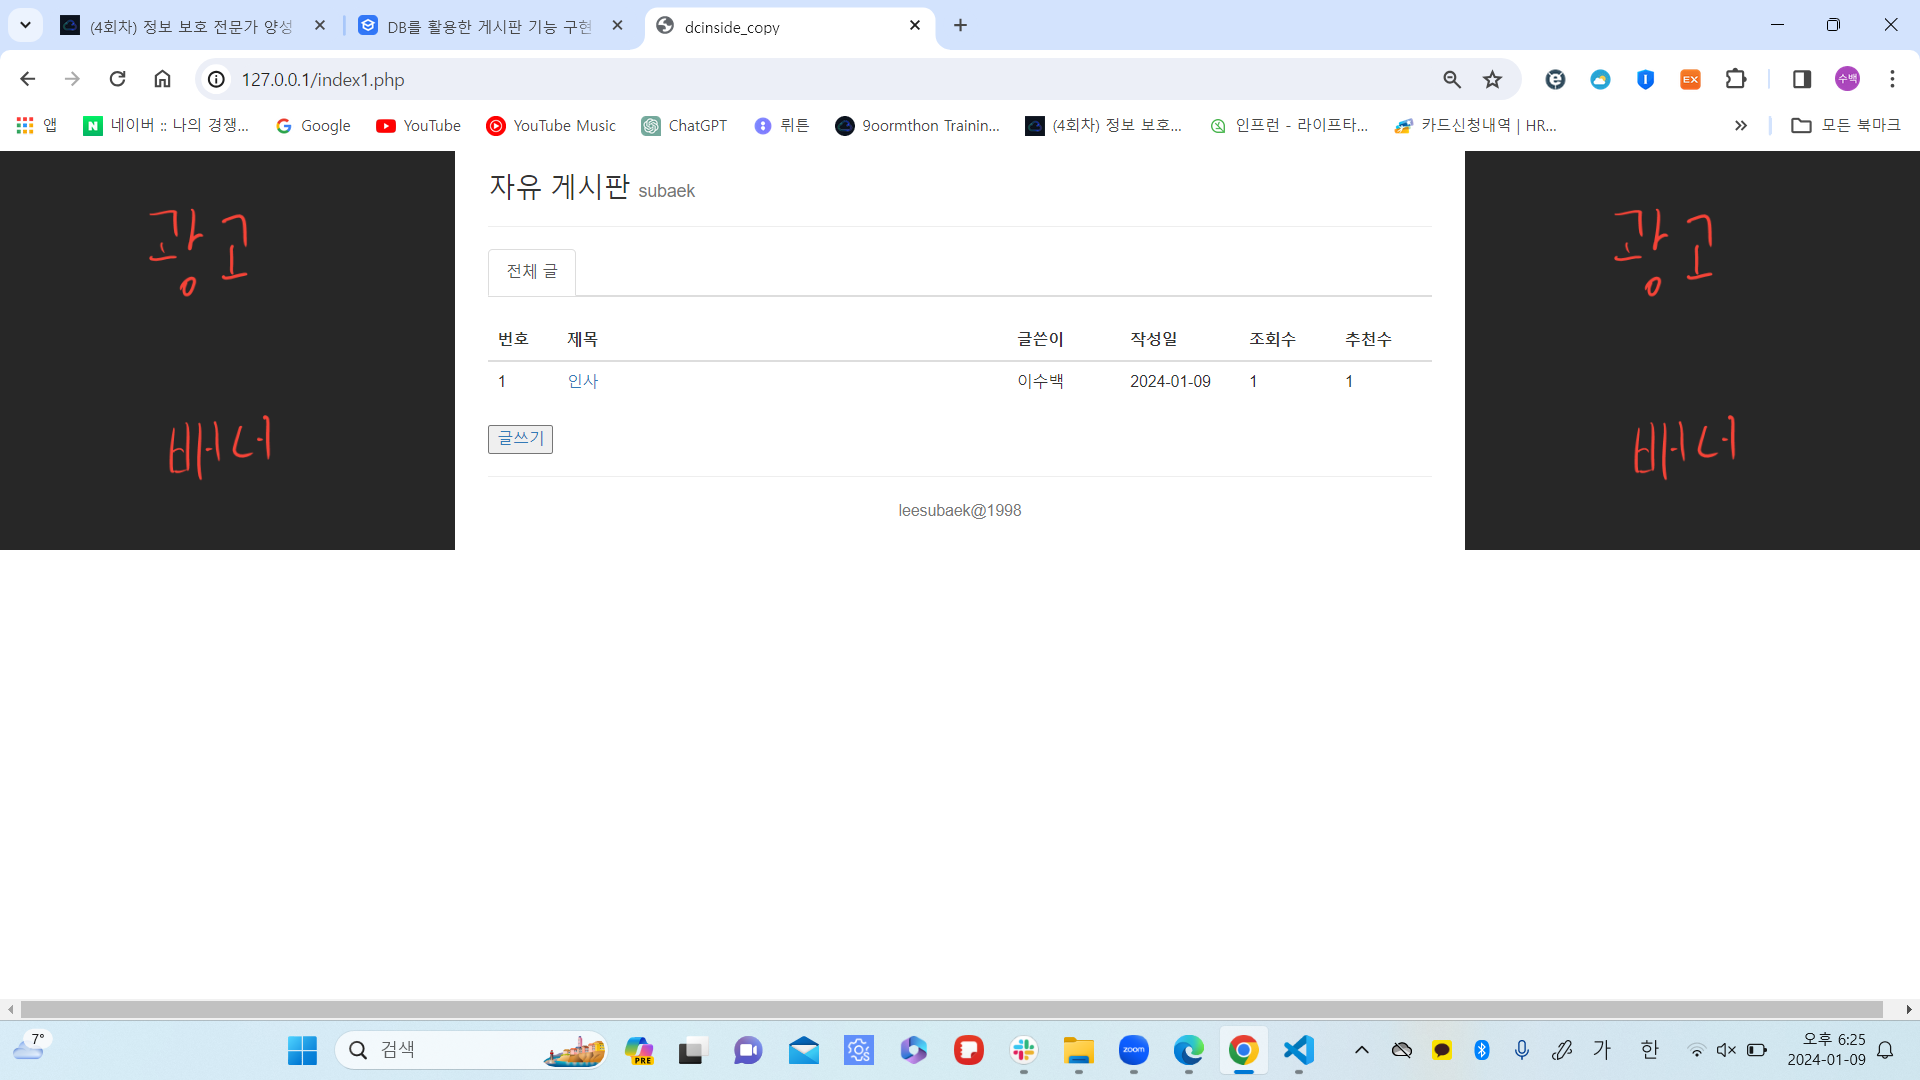 (4회차) 정보 보호 전문가 양성
DB를 활용한 게시판 기능 구현
dcinside_copy
127.0.0.1/index1.php
EX
수백
앱
N
네이버 :: 나의 경쟁...
Google
YouTube
YouTube Music
ChatGPT
뤼튼
9oormthon Trainin...
(4회차) 정보 보호...
인프런 - 라이프타...
카드신청내역 | HR...
모든 북마크
광고
배너
자유 게시판 subaek
전체 글
번호 제목 글쓴이 작성일 조회수 추천수
1 인사 이수백 2024-01-09 1 1
글쓰기
leesubaek@1998
광고
배너
7°
검색
PRE
zoom
가
한
오후 6:25
2024-01-09